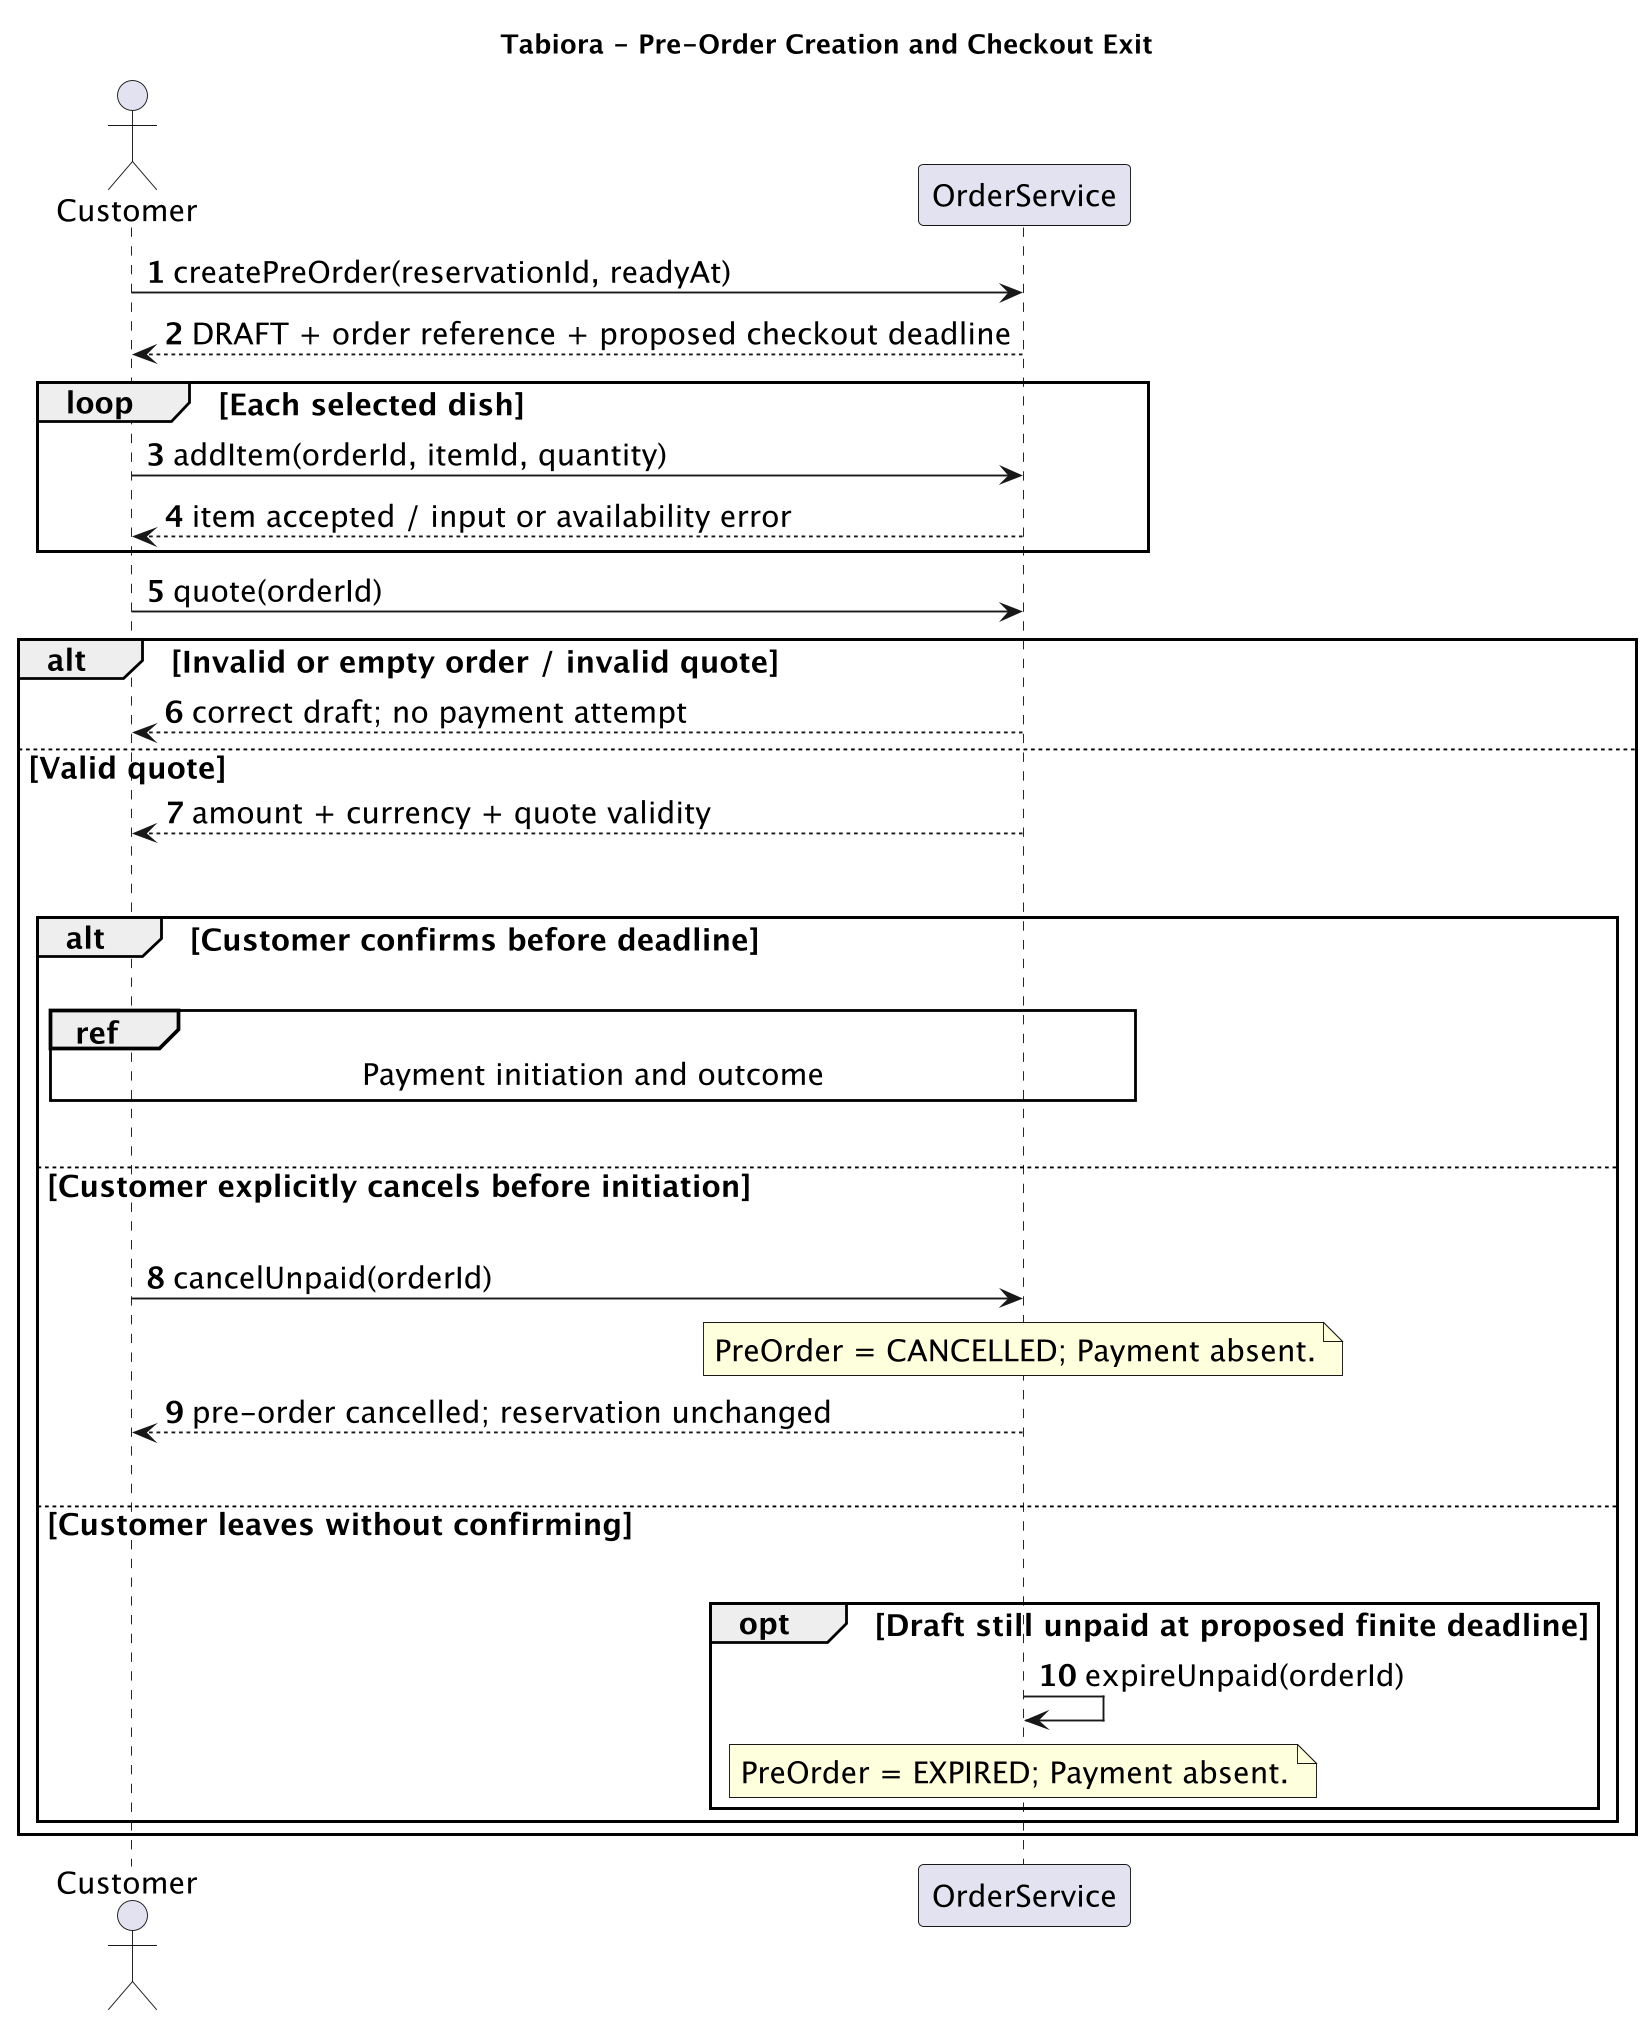 Tabiora – Pre-Order Creation and Checkout Exit
Customer
OrderService
1 createPreOrder(reservationId, readyAt)
2 DRAFT + order reference + proposed checkout deadline
loop [Each selected dish]
3 addItem(orderId, itemId, quantity)
4 item accepted / input or availability error
5 quote(orderId)
alt [Invalid or empty order / invalid quote]
6 correct draft; no payment attempt
[Valid quote]
7 amount + currency + quote validity
alt [Customer confirms before deadline]
ref
Payment initiation and outcome
[Customer explicitly cancels before initiation]
8 cancelUnpaid(orderId)
PreOrder = CANCELLED; Payment absent.
9 pre-order cancelled; reservation unchanged
[Customer leaves without confirming]
opt [Draft still unpaid at proposed finite deadline]
10 expireUnpaid(orderId)
PreOrder = EXPIRED; Payment absent.
Customer
OrderService